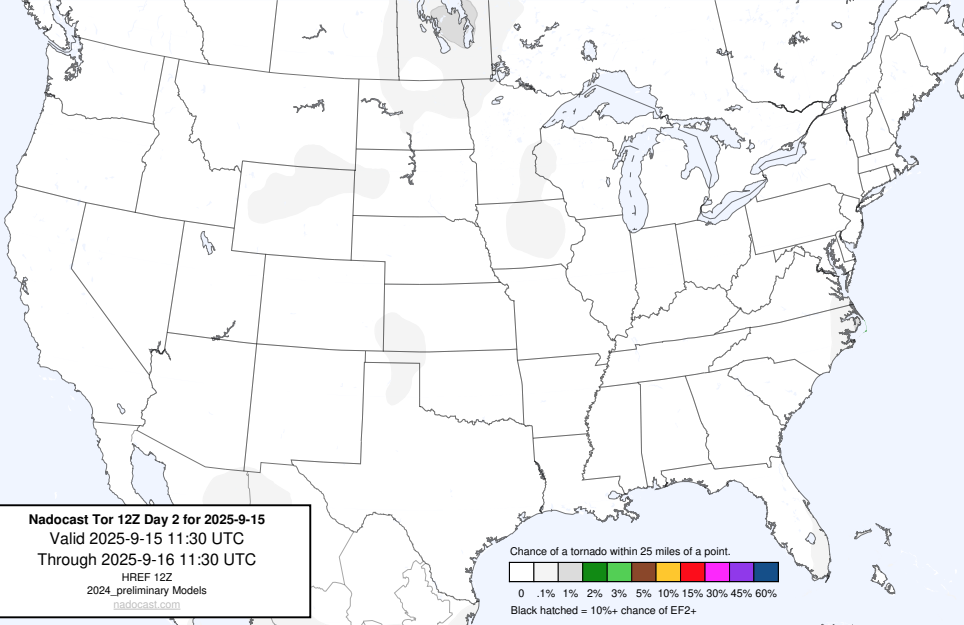 Nadocast Tor 12Z Day 2 for 2025-9-15
Valid 2025-9-15 11:30 UTC
Through 2025-9-16 11:30 UTC
HREF 12Z
2024_preliminary Models
nadocast.com
Chance of a tornado within 25 miles of a point.
0 .1% 1% 2% 3% 5% 10% 15% 30% 45% 60%
Black hatched = 10%+ chance of EF2+